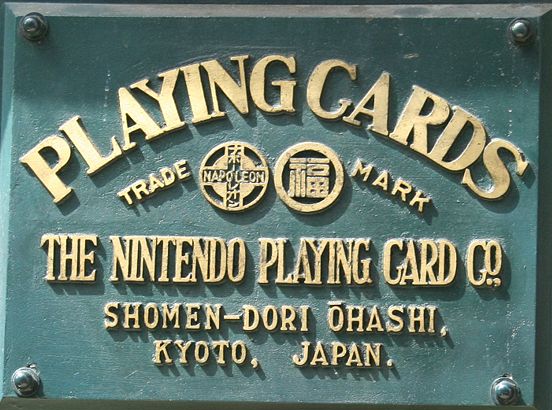 PLAYING CARDS
TRADE NAPOLEON 福 MARK
THE NINTENDO PLAYING CARD CO.,
SHOMEN-DORI ŌHASHI,
KYOTO, JAPAN.